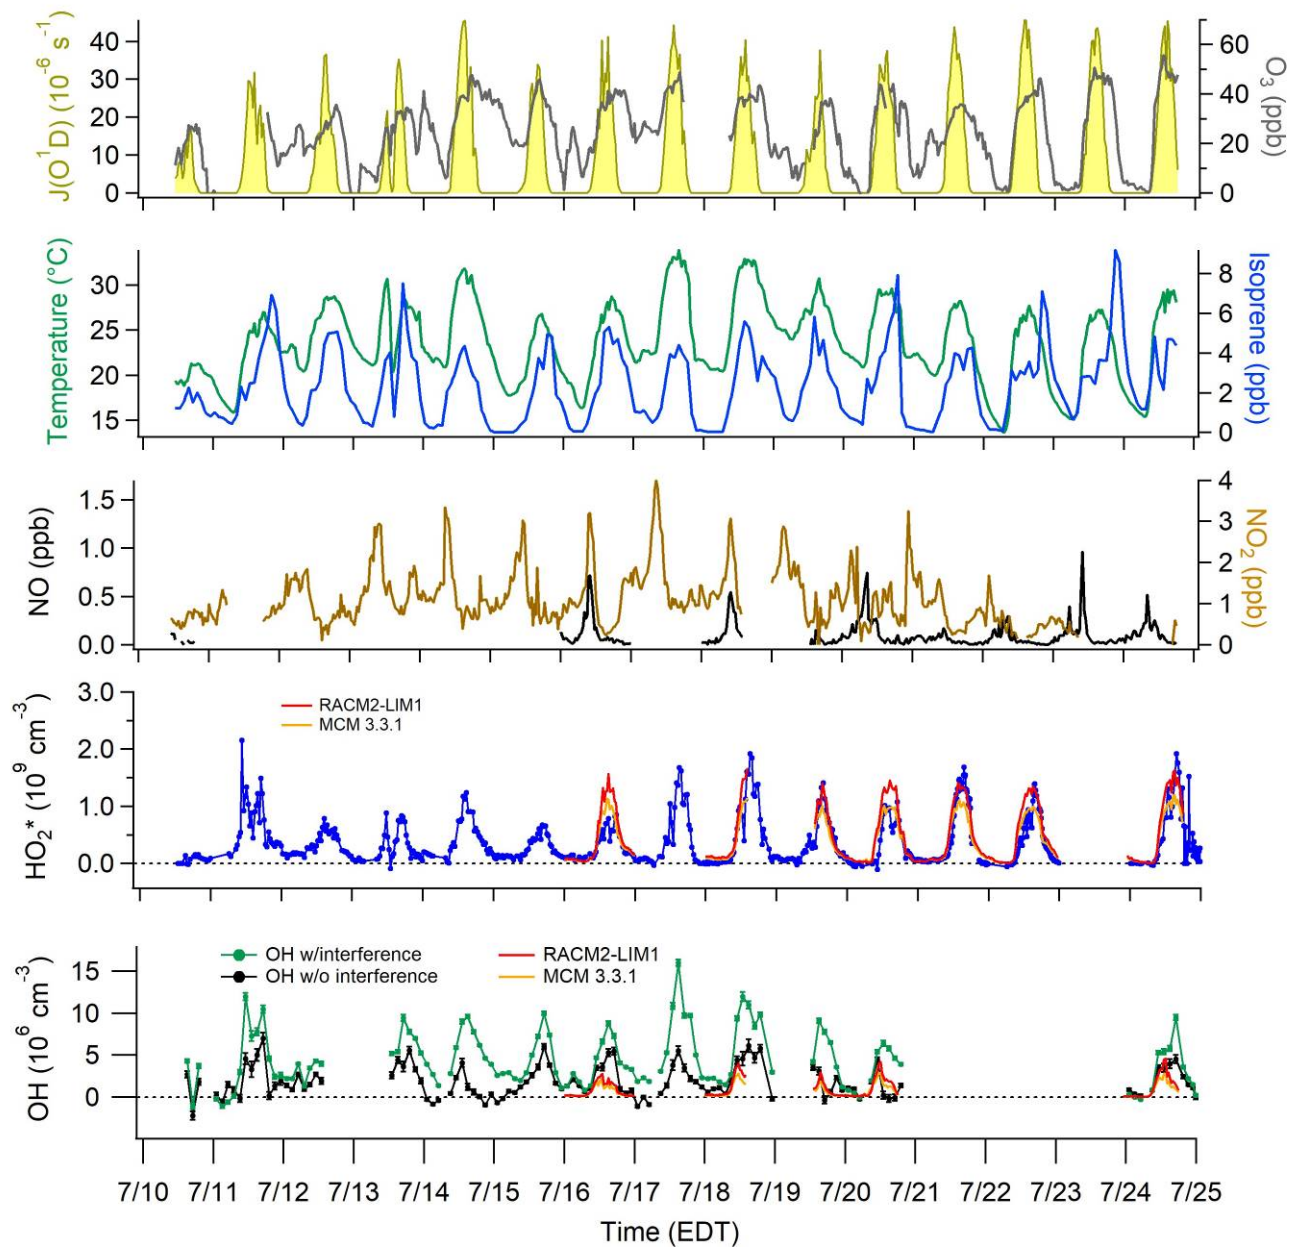 J(O¹D) (10⁻⁶ s⁻¹)
40
30
20
10
0
60
40
20
0
O₃ (ppb)
Temperature (°C)
30
25
20
15
8
6
4
2
0
Isoprene (ppb)
NO (ppb)
1.5
1.0
0.5
0.0
4
3
2
1
0
NO₂ (ppb)
HO₂* (10⁹ cm⁻³)
3.0
2.0
1.0
0.0
RACM2-LIM1
MCM 3.3.1
OH (10⁶ cm⁻³)
15
10
5
0
OH w/interference
OH w/o interference
RACM2-LIM1
MCM 3.3.1
7/10 7/11 7/12 7/13 7/14 7/15 7/16 7/17 7/18 7/19 7/20 7/21 7/22 7/23 7/24 7/25
Time (EDT)